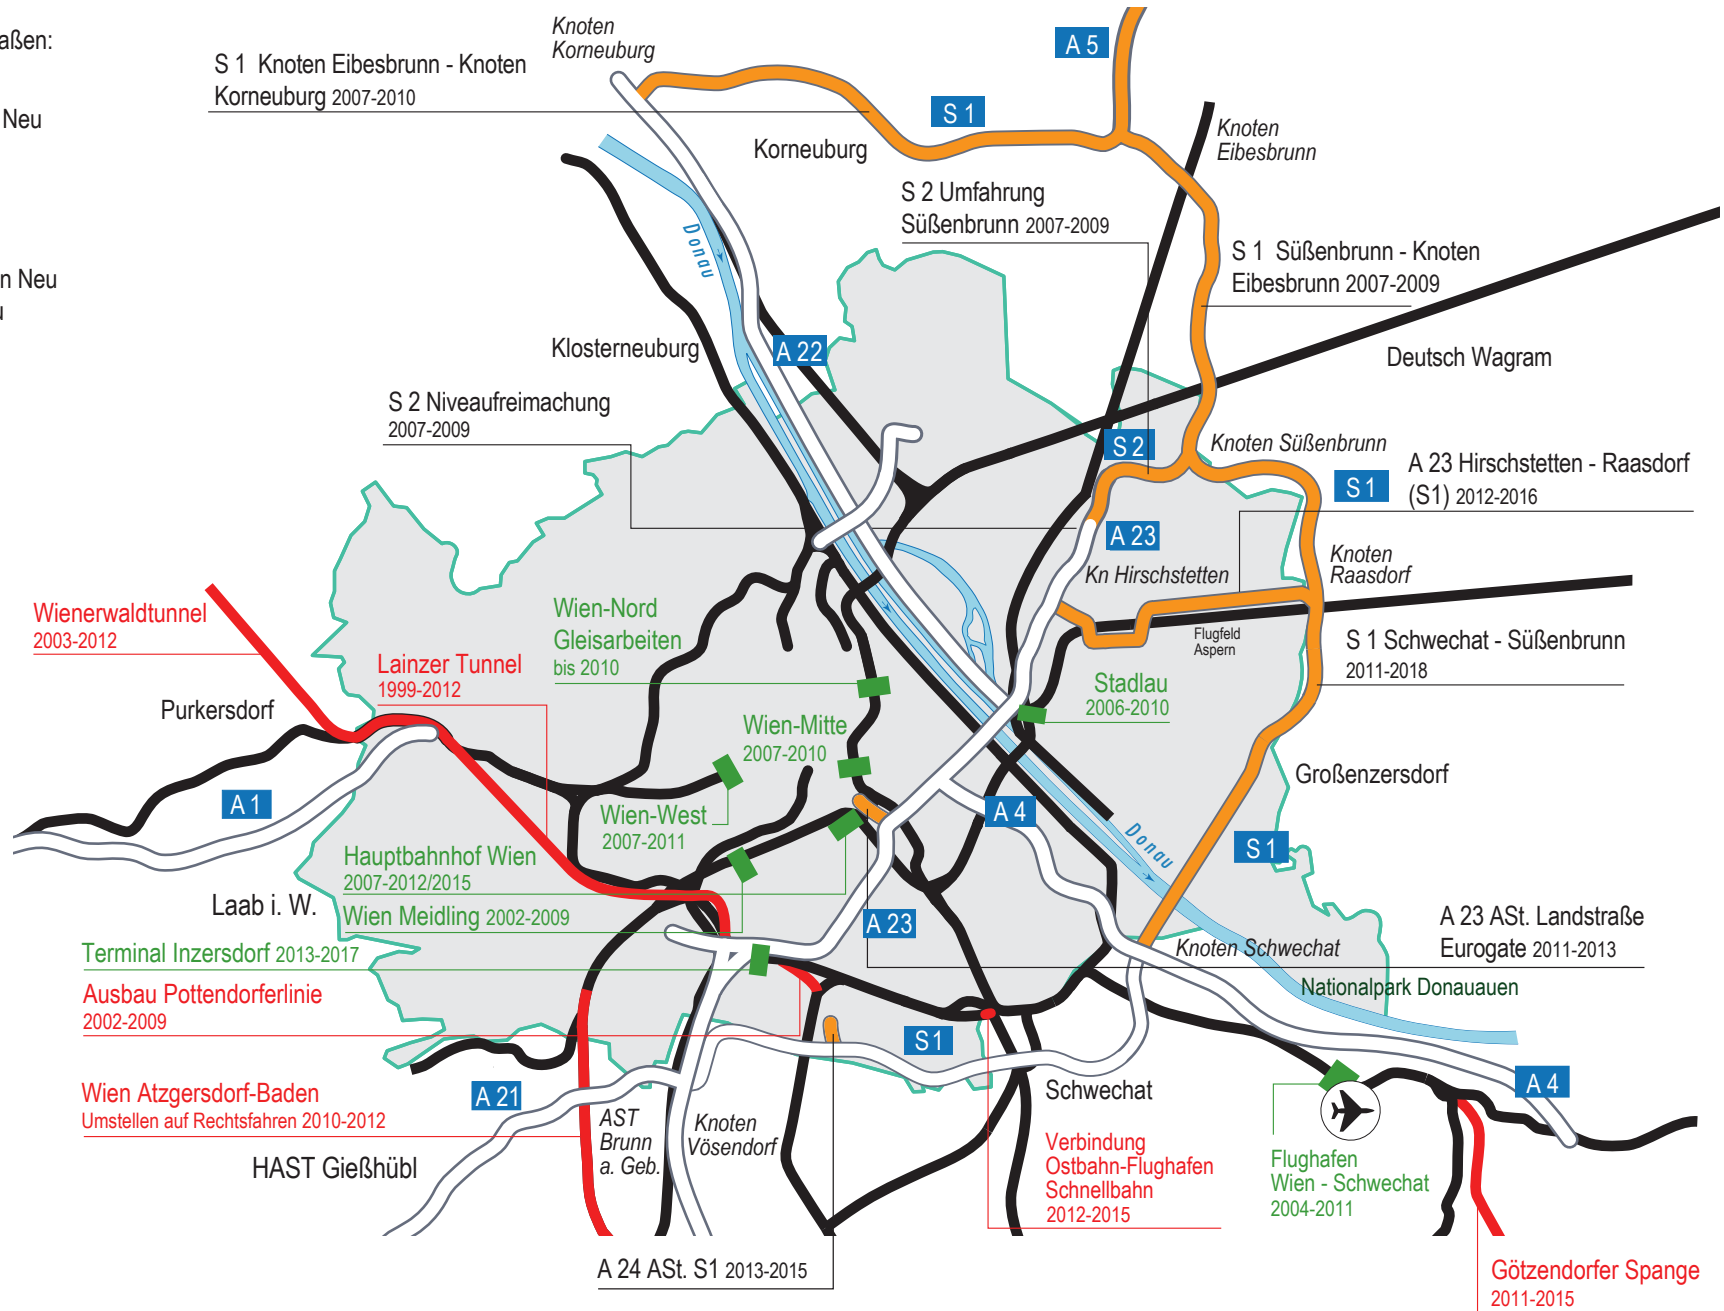 aßen:
Neu
n Neu
u
Knoten
Korneuburg
S 1 Knoten Eibesbrunn - Knoten
Korneuburg 2007-2010
A 5
S 1
Knoten
Eibesbrunn
Korneuburg
S 2 Umfahrung
Süßenbrunn 2007-2009
Donau
S 1 Süßenbrunn - Knoten
Eibesbrunn 2007-2009
Klosterneuburg
A 22
Deutsch Wagram
S 2 Niveaufreimachung
2007-2009
S 2
Knoten Süßenbrunn
S 1
A 23 Hirschstetten - Raasdorf
(S1) 2012-2016
A 23
Kn Hirschstetten
Knoten
Raasdorf
Wienerwaldtunnel
2003-2012
Wien-Nord
Gleisarbeiten
bis 2010
Flugfeld
Aspern
S 1 Schwechat - Süßenbrunn
2011-2018
Lainzer Tunnel
1999-2012
Stadlau
2006-2010
Purkersdorf
Wien-Mitte
2007-2010
Großenzersdorf
A 1
Wien-West
2007-2011
A 4
Donau
S 1
Hauptbahnhof Wien
2007-2012/2015
Laab i. W.
Wien Meidling 2002-2009
A 23
A 23 ASt. Landstraße
Eurogate 2011-2013
Terminal Inzersdorf 2013-2017
Knoten Schwechat
Ausbau Pottendorferlinie
2002-2009
Nationalpark Donauauen
S 1
Wien Atzgersdorf-Baden
Umstellen auf Rechtsfahren 2010-2012
A 21
AST
Brunn
a. Geb.
Knoten
Vösendorf
Schwechat
A 4
HAST Gießhübl
Verbindung
Ostbahn-Flughafen
Schnellbahn
2012-2015
Flughafen
Wien - Schwechat
2004-2011
A 24 ASt. S1 2013-2015
Götzendorfer Spange
2011-2015